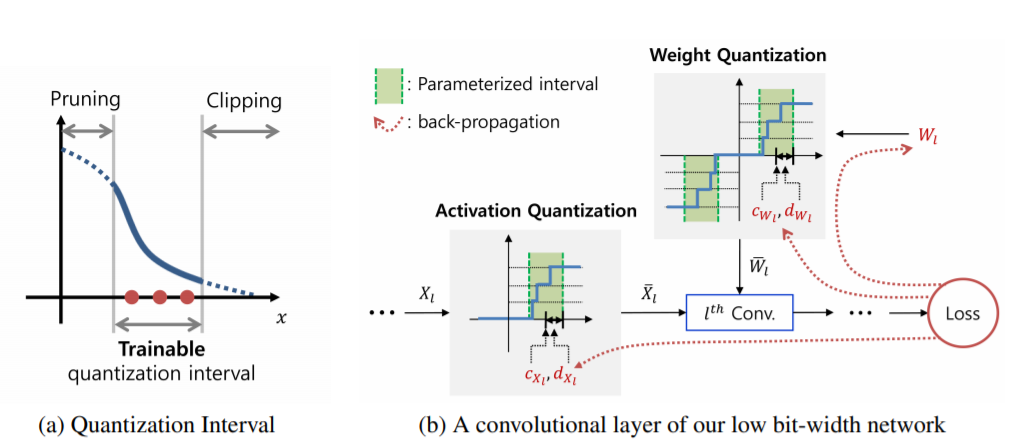 Pruning
Clipping
x
Trainable
quantization interval
(a) Quantization Interval
: Parameterized interval
: back-propagation
Weight Quantization
W_l
c_{W_l}, d_{W_l}
Activation Quantization
W̅_l
X_l
X̅_l
l^{th} Conv.
Loss
c_{X_l}, d_{X_l}
(b) A convolutional layer of our low bit-width network